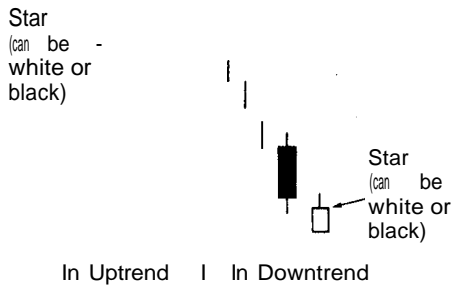 Star
(can be -
white or
black)
Star
(can be
white or
black)
In Uptrend I In Downtrend